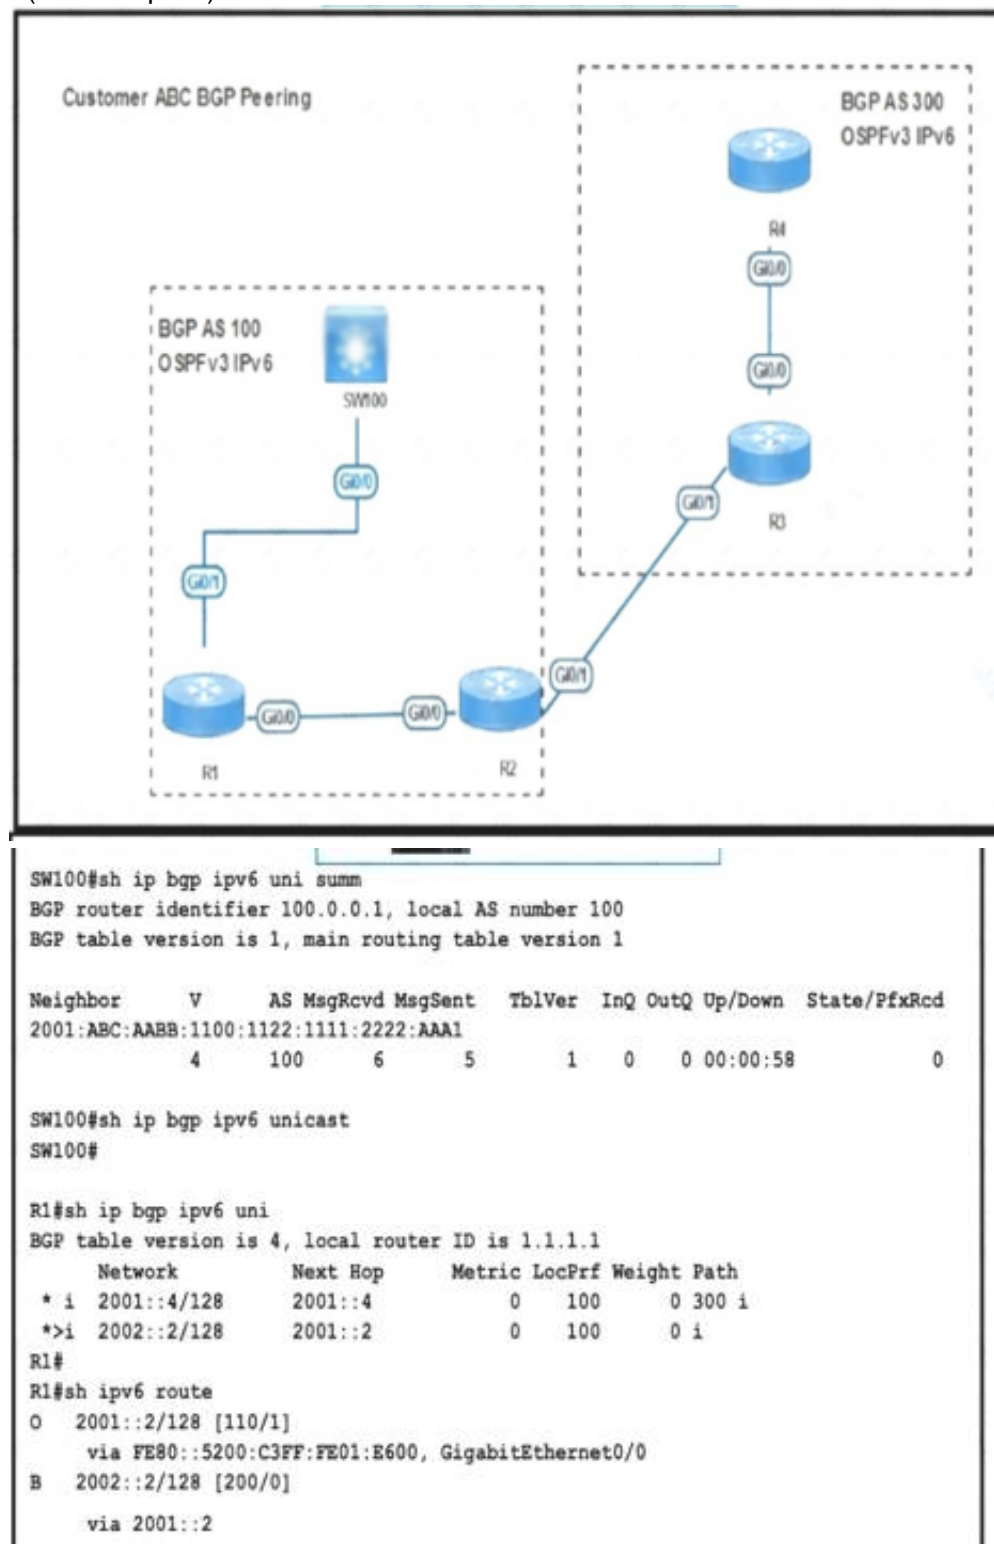 Customer ABC BGP Peering
BGP AS 300
OSPFv3 IPv6
R4
Gi0/0
Gi0/0
R3
Gi0/1
BGP AS 100
OSPFv3 IPv6
SW100
Gi0/0
Gi0/1
Gi0/1
Gi0/0
Gi0/0
R1
R2
SW100#sh ip bgp ipv6 uni summ
BGP router identifier 100.0.0.1, local AS number 100
BGP table version is 1, main routing table version 1
Neighbor V AS MsgRcvd MsgSent TblVer InQ OutQ Up/Down State/PfxRcd
2001:ABC:AABB:1100:1122:1111:2222:AAA1
4 100 6 5 1 0 0 00:00:58 0
SW100#sh ip bgp ipv6 unicast
SW100#
R1#sh ip bgp ipv6 uni
BGP table version is 4, local router ID is 1.1.1.1
Network Next Hop Metric LocPrf Weight Path
* i 2001::4/128 2001::4 0 100 0 300 i
*>i 2002::2/128 2001::2 0 100 0 i
R1#
R1#sh ipv6 route
O 2001::2/128 [110/1]
via FE80::5200:C3FF:FE01:E600, GigabitEthernet0/0
B 2002::2/128 [200/0]
via 2001::2